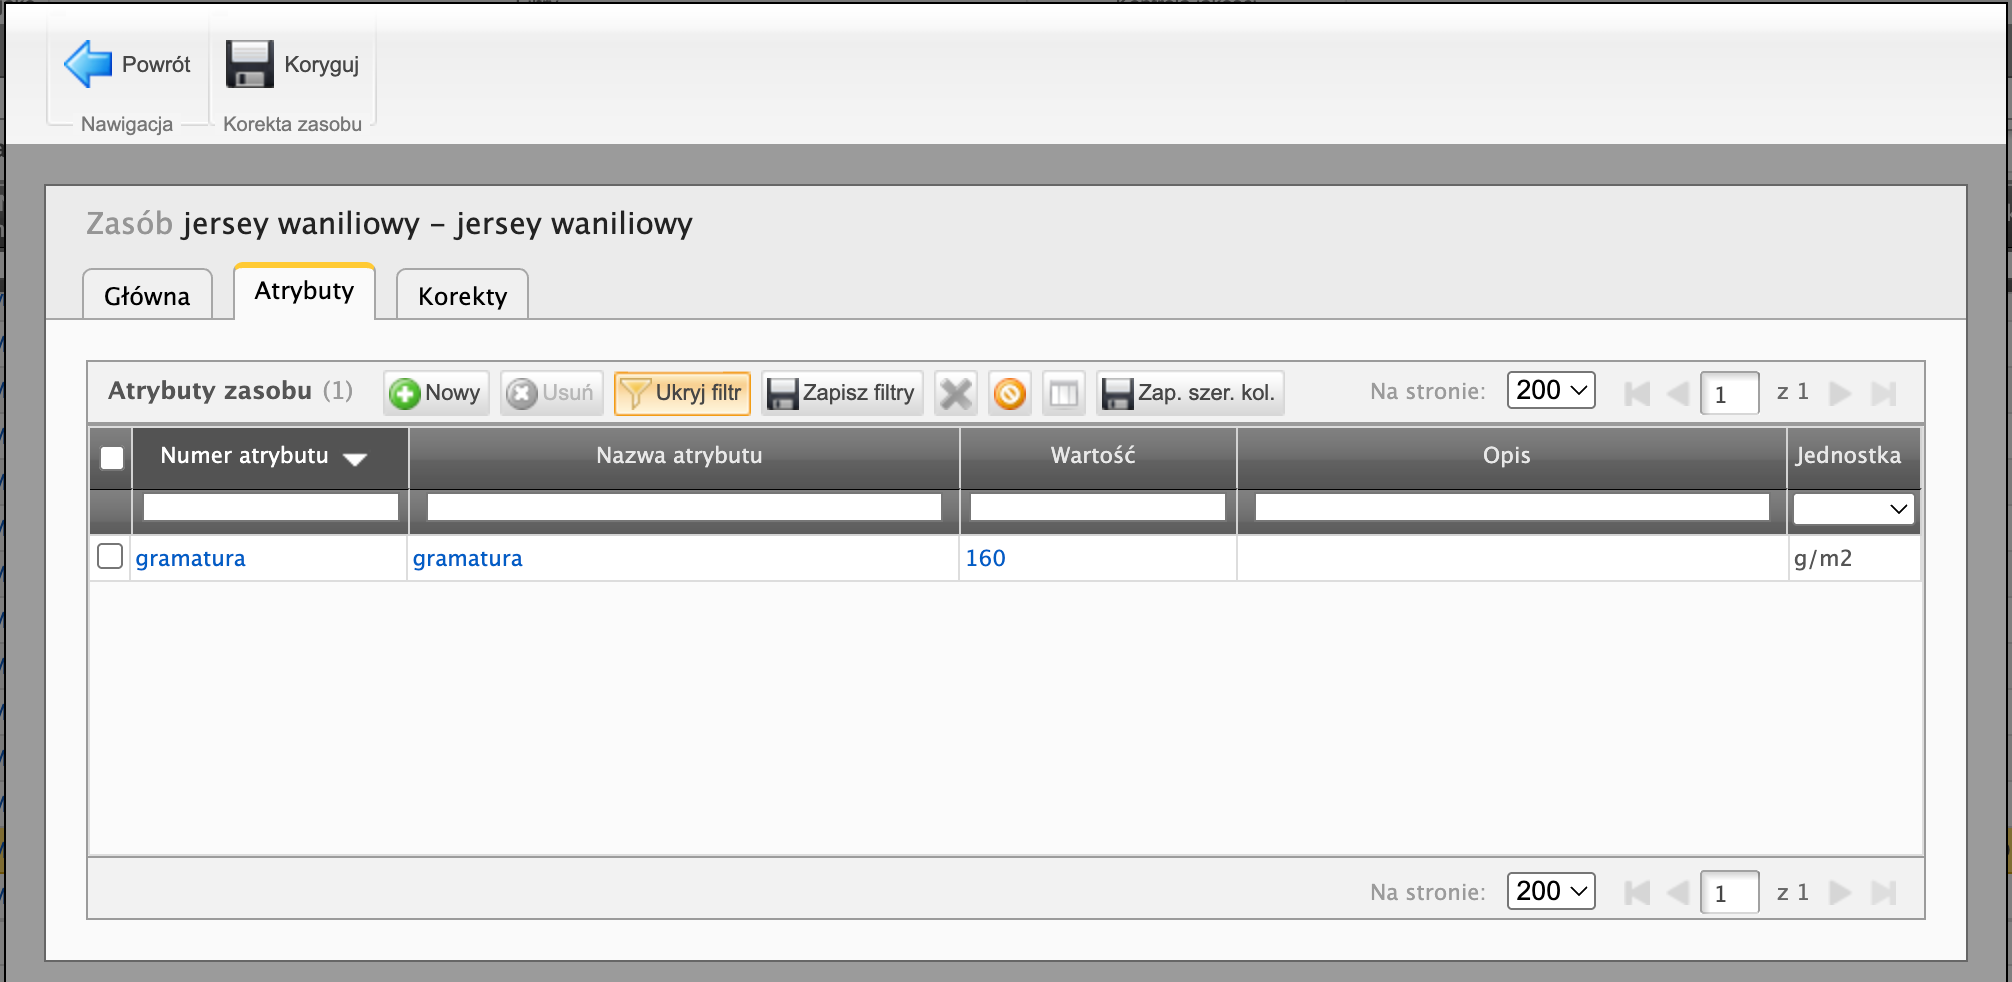 Powrót
Koryguj
Nawigacja
Korekta zasobu
Zasób jersey waniliowy – jersey waniliowy
Główna
Atrybuty
Korekty
Atrybuty zasobu (1)
Nowy
Usuń
Ukryj filtr
Zapisz filtry
Zap. szer. kol.
Na stronie: 200
1 z 1
Numer atrybutu
Nazwa atrybutu
Wartość
Opis
Jednostka
gramatura
gramatura
160
g/m2
Na stronie: 200
1 z 1